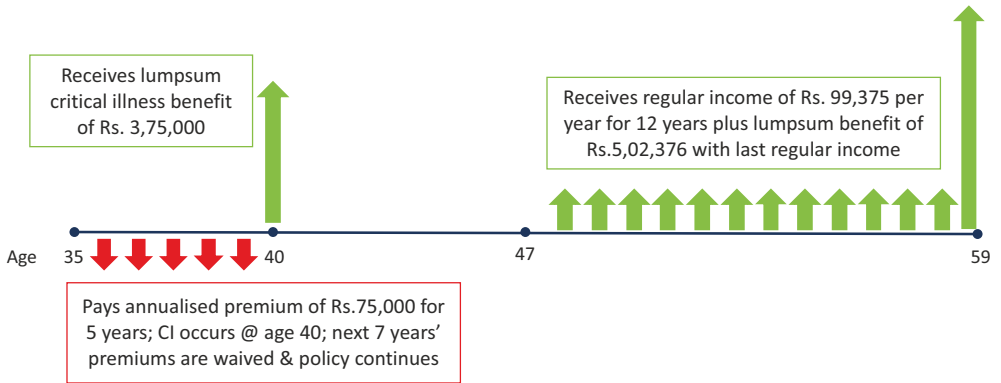 Receives lumpsum
critical illness benefit
of Rs. 3,75,000
Receives regular income of Rs. 99,375 per
year for 12 years plus lumpsum benefit of
Rs.5,02,376 with last regular income
Age 35 40 47 59
Pays annualised premium of Rs.75,000 for
5 years; CI occurs @ age 40; next 7 years’
premiums are waived & policy continues